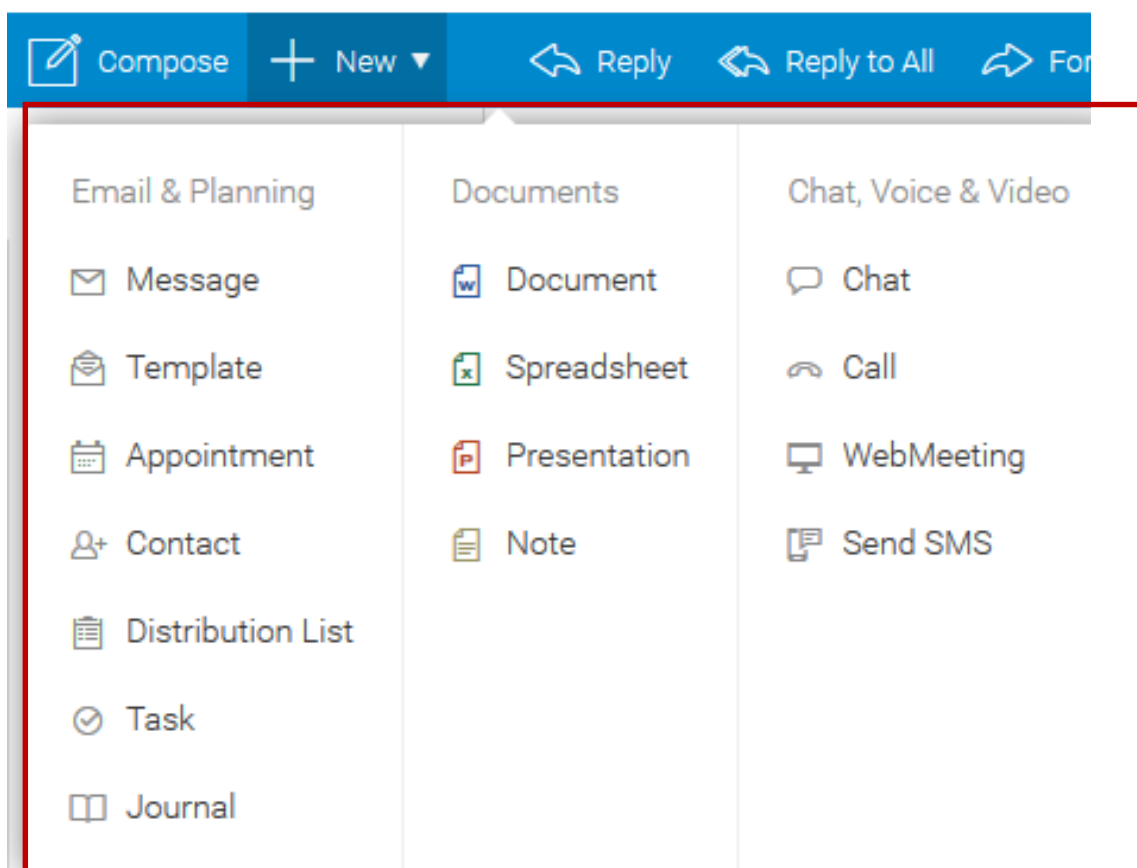 Compose New Reply Reply to All For
Email & Planning
Message
Template
Appointment
Contact
Distribution List
Task
Journal
Documents
Document
Spreadsheet
Presentation
Note
Chat, Voice & Video
Chat
Call
WebMeeting
Send SMS